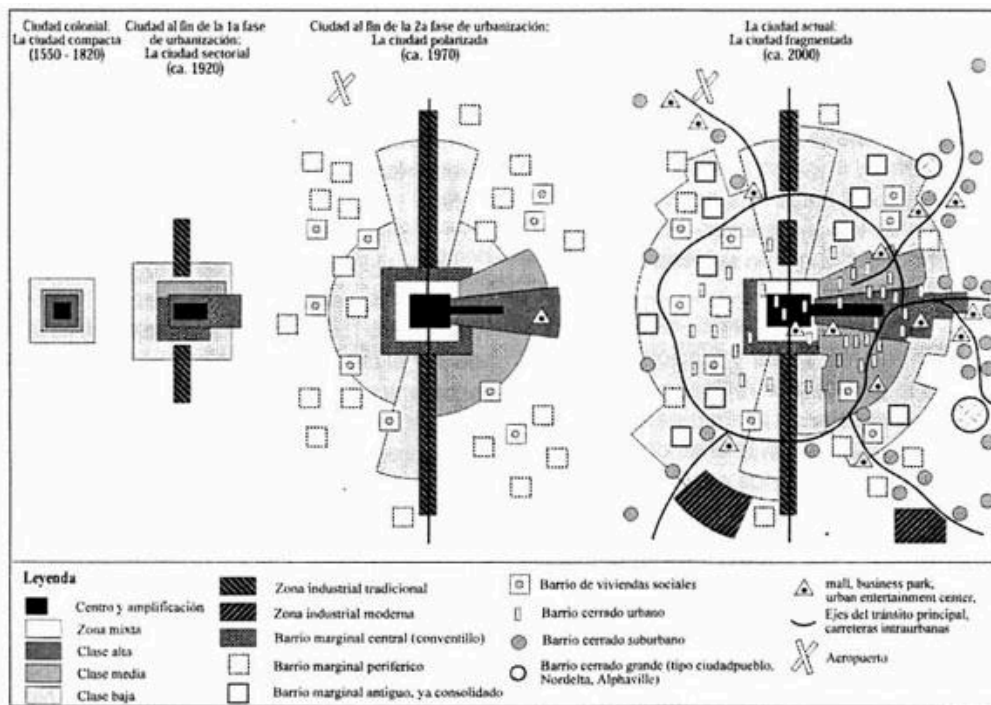 Ciudad colonial:
La ciudad compacta
(1550 - 1820)
Ciudad al fin de la 1a fase
de urbanización:
La ciudad sectorial
(ca. 1920)
Ciudad al fin de la 2a fase de urbanización:
La ciudad polarizada
(ca. 1970)
La ciudad actual:
La ciudad fragmentada
(ca. 2000)
Leyenda
Centro y amplificación
Zona mixta
Clase alta
Clase media
Clase baja
Zona industrial tradicional
Zona industrial moderna
Barrio marginal central (conventillo)
Barrio marginal periférico
Barrio marginal antiguo, ya consolidado
Barrio de viviendas sociales
Barrio cerrado urbano
Barrio cerrado suburbano
Barrio cerrado grande (tipo ciudadpueblo,
Nordelta, Alphaville)
mall, business park,
urban entertainment center,
Ejes del tránsito principal,
carreteras intraurbanas
Aeropuerto